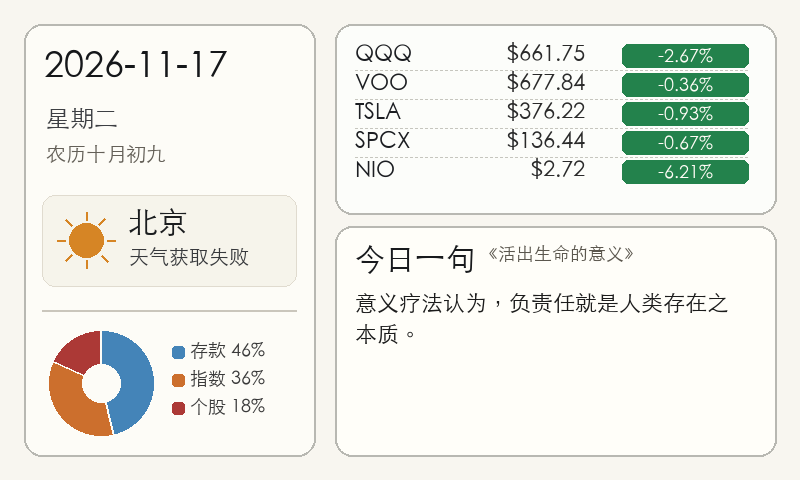 2026-11-17
星期二
农历十月初九
北京
天气获取失败
存款 46%
指数 36%
个股 18%
QQQ $661.75 -2.67%
VOO $677.84 -0.36%
TSLA $376.22 -0.93%
SPCX $136.44 -0.67%
NIO $2.72 -6.21%
今日一句 《活出生命的意义》
意义疗法认为，负责任就是人类存在之
本质。